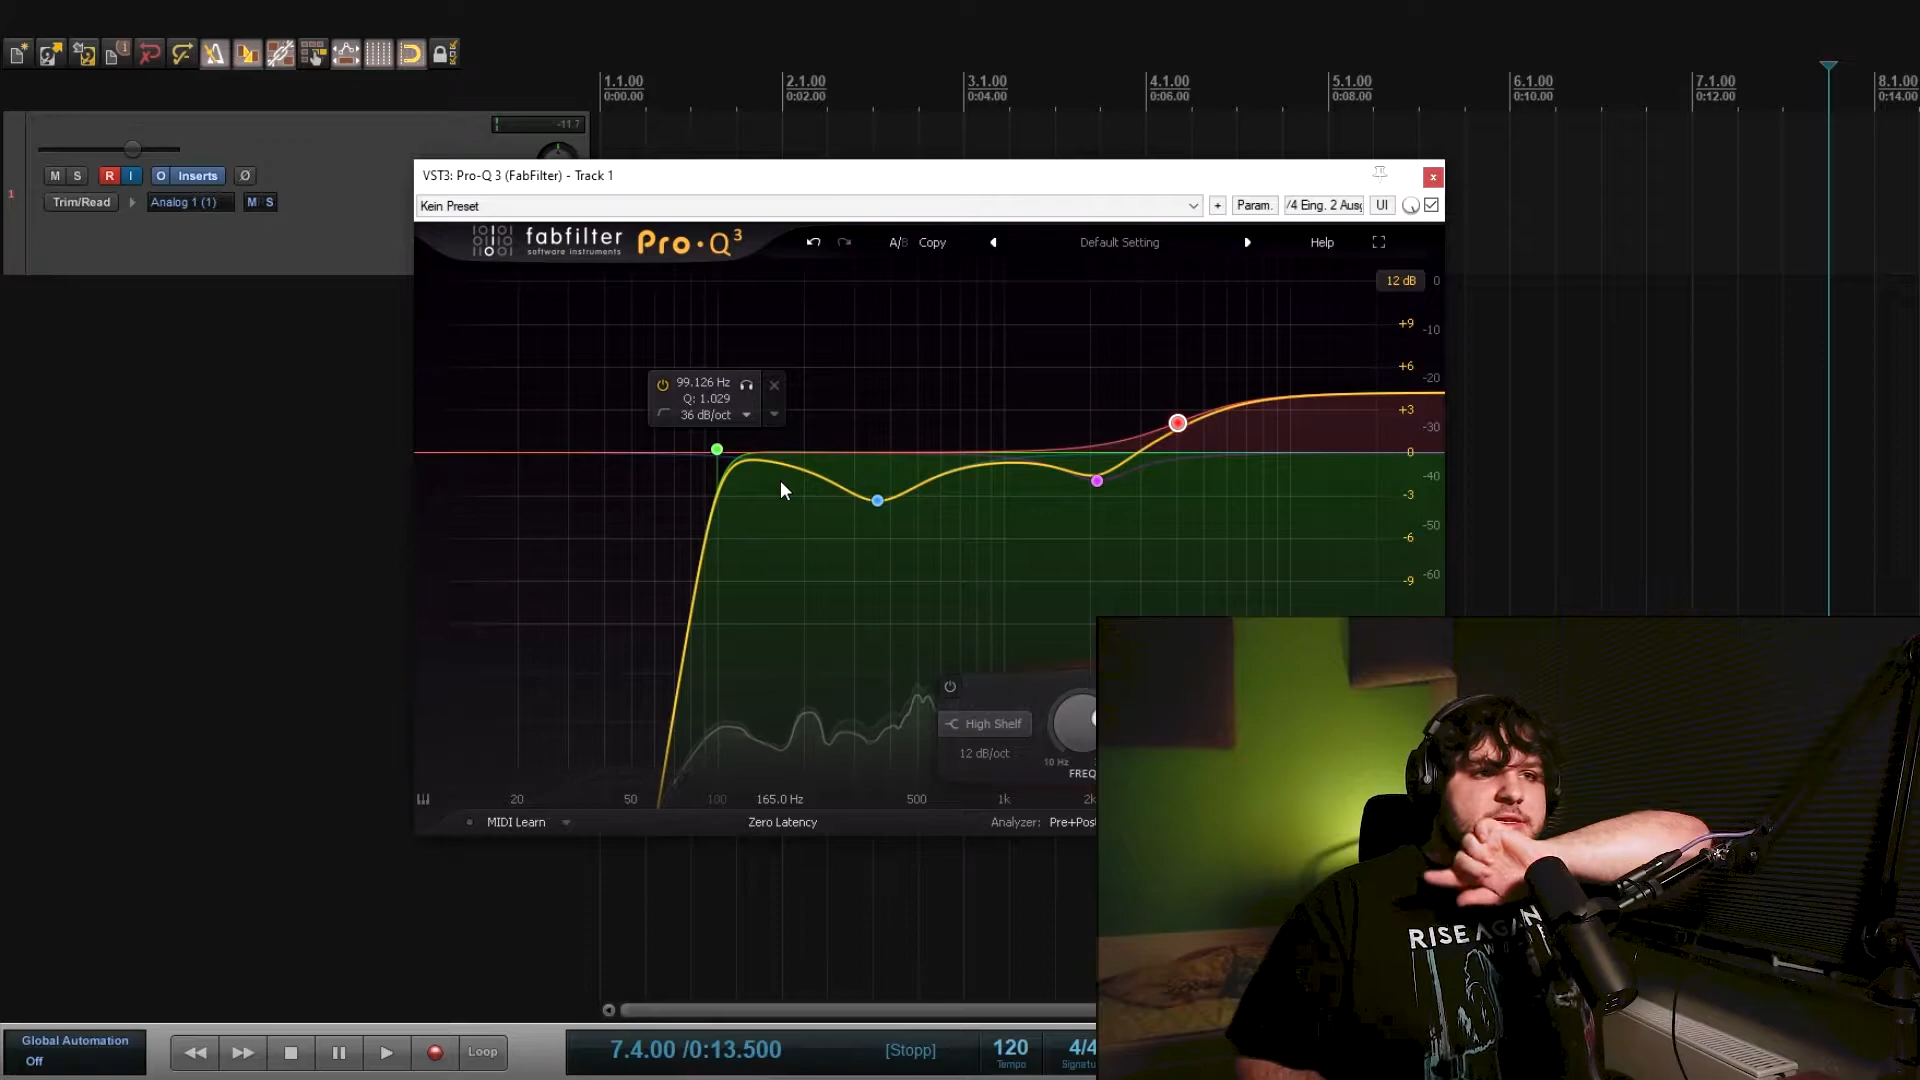 1.1.00
0:00.00
2.1.00
0:02.00
3.1.00
0:04.00
4.1.00
0:06.00
5.1.00
0:08.00
6.1.00
0:10.00
7.1.00
0:12.00
8.1.00
0:14.00
-11.7
M S R I O Inserts Ø
1
Trim/Read Analog 1 (1) M S
VST3: Pro-Q 3 (FabFilter) - Track 1
x
Kein Preset
+ Param. /4 Eing. 2 Ausg UI
fabfilter
software instruments
Pro·Q³
A/B Copy Default Setting Help
12 dB 0
+9 -10
+6 -20
+3 -30
0
-40
-3
-50
-6
-60
-9
99.126 Hz
Q: 1.029
36 dB/oct
High Shelf
12 dB/oct
10 Hz
FREQ
20 50 100 165.0 Hz 500 1k 2k
MIDI Learn Zero Latency Analyzer: Pre+Post
RISE AGAIN
Global Automation
Off
Loop
7.4.00 /0:13.500 [Stopp]
120
Tempo
4/4
Signatu